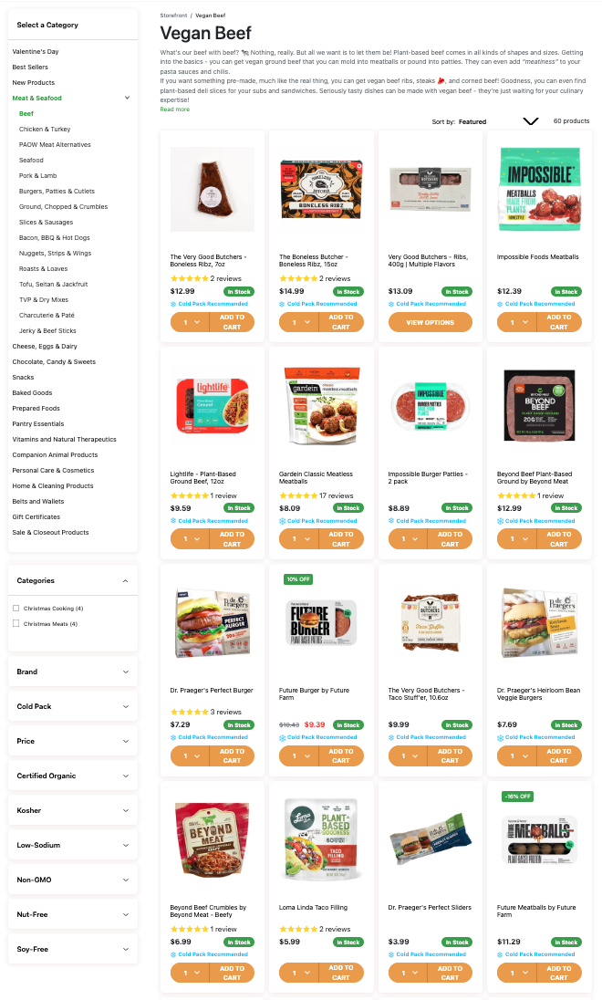 Select a Category
Valentine's Day
Best Sellers
New Products
Meat & Seafood
Beef
Chicken & Turkey
PAOW Meat Alternatives
Seafood
Pork & Lamb
Burgers, Patties & Cutlets
Ground, Chopped & Crumbles
Slices & Sausages
Bacon, BBQ & Hot Dogs
Nuggets, Strips & Wings
Roasts & Loaves
Tofu, Seitan & Jackfruit
TVP & Dry Mixes
Charcuterie & Paté
Jerky & Beef Sticks
Cheese, Eggs & Dairy
Chocolate, Candy & Sweets
Snacks
Baked Goods
Prepared Foods
Pantry Essentials
Vitamins and Natural Therapeutics
Companion Animal Products
Personal Care & Cosmetics
Home & Cleaning Products
Belts and Wallets
Gift Certificates
Sale & Closeout Products
Categories
Christmas Cooking (4)
Christmas Meats (4)
Brand
Cold Pack
Price
Certified Organic
Kosher
Low-Sodium
Non-GMO
Nut-Free
Soy-Free
Storefront / Vegan Beef
Vegan Beef
What's our beef with beef? 🐄 Nothing, really. But all we want is to let them be! Plant-based beef comes in all kinds of shapes and sizes. Getting
into the basics - you can get vegan ground beef that you can mold into meatballs or pound into patties. They can even add "meatiness" to your
pasta sauces and chilis.
If you want something pre-made, much like the real thing, you can get vegan beef ribs, steaks 🥩, and corned beef! Goodness, you can even find
plant-based deli slices for your subs and sandwiches. Seriously tasty dishes can be made with vegan beef - they're just waiting for your culinary
expertise!
Read more
Sort by: Featured
60 products
The Very Good Butchers -
Boneless Ribz, 7oz
2 reviews
$12.99 In Stock
Cold Pack Recommended
1 ADD TO
CART
BONELESS RIBZ
The Boneless Butcher -
Boneless Ribz, 15oz
2 reviews
$14.99 In Stock
Cold Pack Recommended
1 ADD TO
CART
BUTCHERS
Very Good Butchers - Ribs,
400g | Multiple Flavors
$13.09 In Stock
Cold Pack Recommended
VIEW OPTIONS
IMPOSSIBLE
MEATBALLS
MADE FROM
PLANTS
HOMESTYLE
Impossible Foods Meatballs
$12.39 In Stock
Cold Pack Recommended
1 ADD TO
CART
lightlife
Ground
Lightlife - Plant-Based
Ground Beef, 12oz
1 review
$9.59 In Stock
Cold Pack Recommended
1 ADD TO
CART
gardein
meatless meatballs
Gardein Classic Meatless
Meatballs
17 reviews
$8.09 In Stock
Cold Pack Recommended
1 ADD TO
CART
IMPOSSIBLE
BURGER PATTIES
MADE FROM
PLANTS
Impossible Burger Patties -
2 pack
$8.89 In Stock
Cold Pack Recommended
1 ADD TO
CART
BEYOND
BEEF
PLANT-BASED GROUND
20G
Beyond Beef Plant-Based
Ground by Beyond Meat
1 review
$12.99 In Stock
Cold Pack Recommended
1 ADD TO
CART
dr.
Praeger's
PERFECT
BURGER
Dr. Praeger's Perfect Burger
3 reviews
$7.29 In Stock
Cold Pack Recommended
1 ADD TO
CART
10% OFF
FUTURE
BURGER
PLANT-BASED PATTIES
Future Burger by Future
Farm
$10.43 $9.39 In Stock
Cold Pack Recommended
1 ADD TO
CART
BUTCHERS
Taco Stuff'er
The Very Good Butchers -
Taco Stuff'er, 10.6oz
$9.99 In Stock
Cold Pack Recommended
1 ADD TO
CART
dr.
Praeger's
Heirloom
Bean
Dr. Praeger's Heirloom Bean
Veggie Burgers
$7.69 In Stock
Cold Pack Recommended
1 ADD TO
CART
BEYOND
MEAT
Beyond Beef Crumbles by
Beyond Meat - Beefy
1 review
$6.99 In Stock
Cold Pack Recommended
1 ADD TO
CART
Loma
Linda
PLANT-
BASED
GOODNESS
TACO
FILLING
Loma Linda Taco Filling
2 reviews
$5.99 In Stock
1 ADD TO
CART
Dr. Praeger's Perfect Sliders
$3.99 In Stock
Cold Pack Recommended
1 ADD TO
CART
-16% OFF
MEATBALLS
PLANT-BASED PROTEIN
Future Meatballs by Future
Farm
$11.29 In Stock
Cold Pack Recommended
1 ADD TO
CART